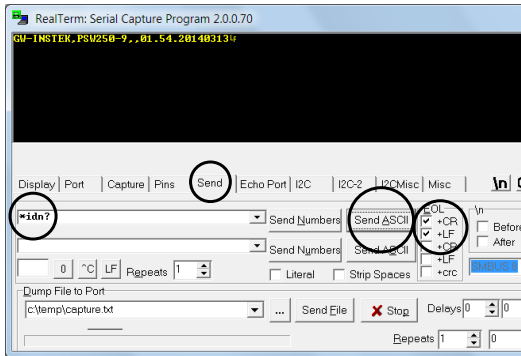 RealTerm: Serial Capture Program 2.0.0.70
GW-INSTEK,PSW250-9,,01.54.20140313
Display Port Capture Pins Send Echo Port I2C I2C-2 I2CMisc Misc \n
*idn? Send Numbers Send ASCII
EOL
+CR
+LF
\n
Before
After
Send Numbers Send ASCII
+CR
+LF
+crc
SMBUS 8
0 ^C LF Repeats 1 Literal Strip Spaces
Dump File to Port
c:\temp\capture.txt ... Send File Stop Delays 0 0
Repeats 1 0